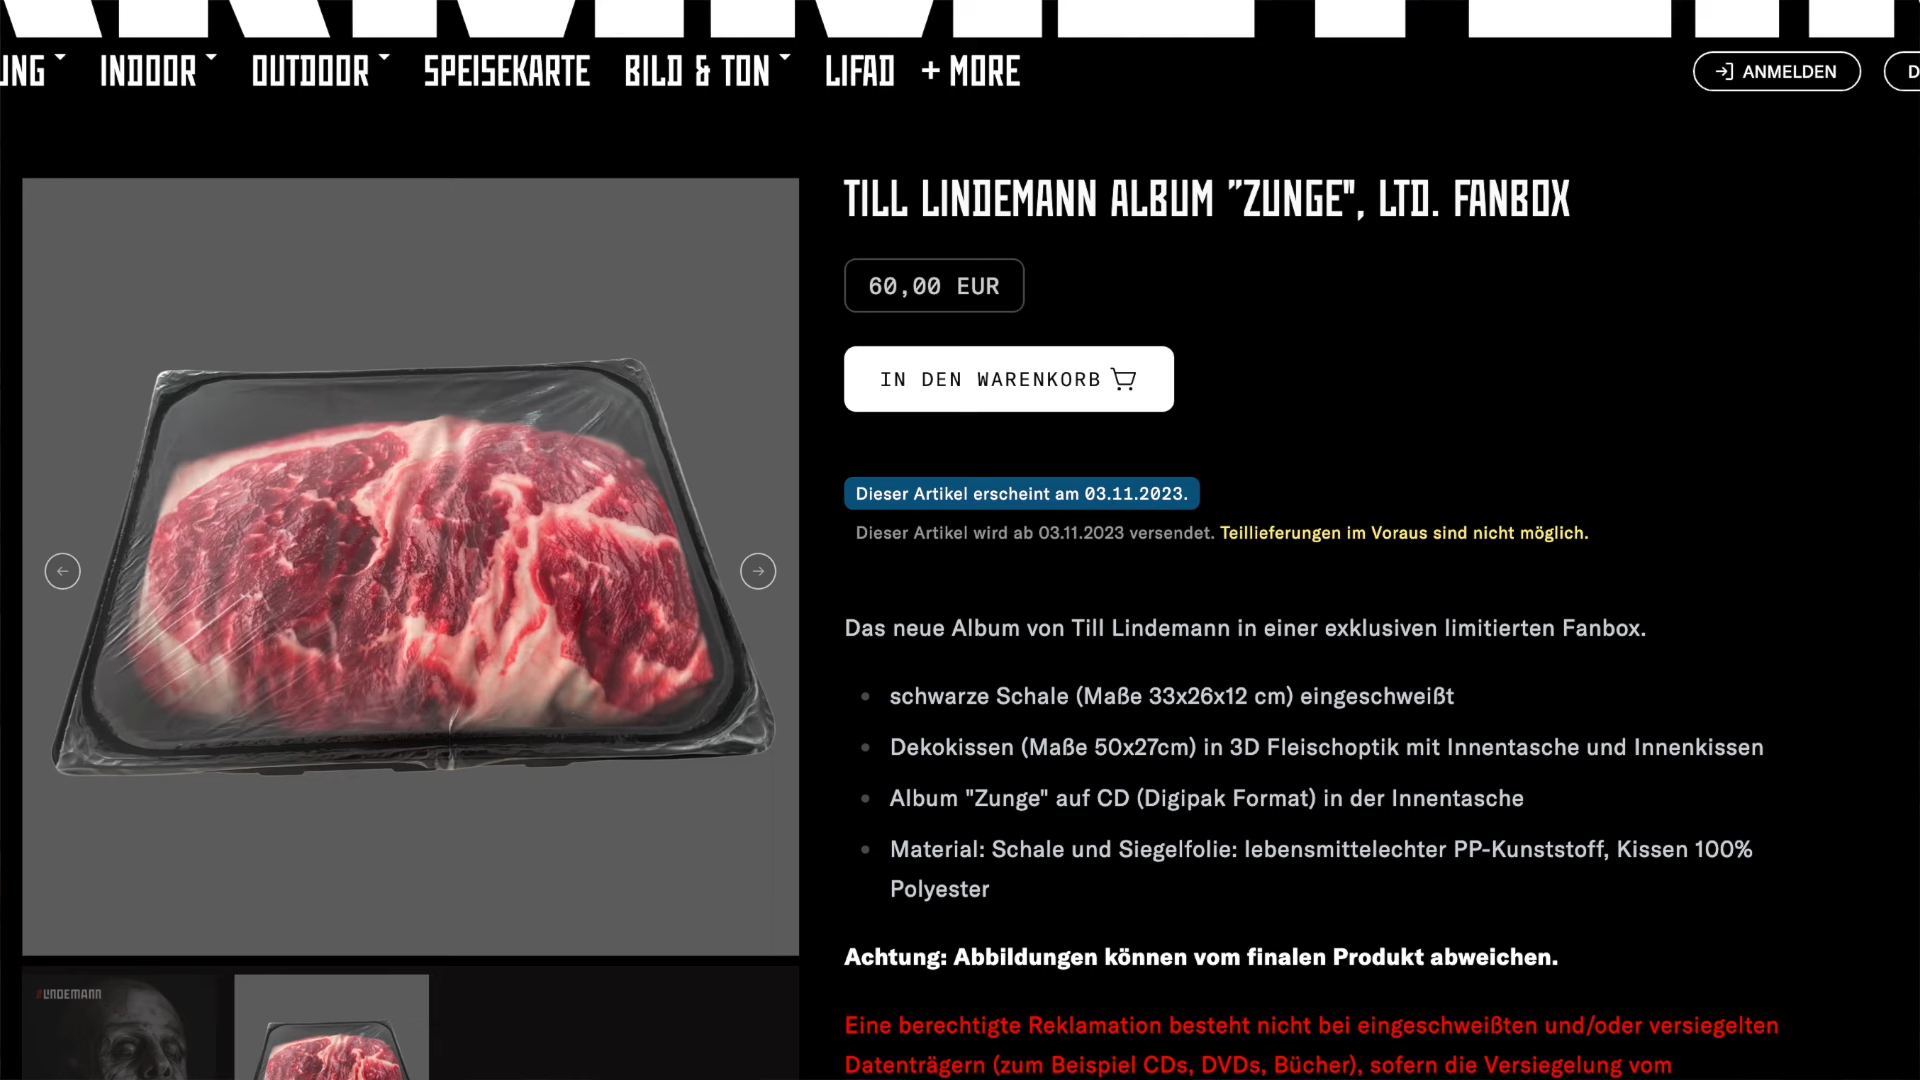 INDOOR
OUTDOOR
SPEISEKARTE
BILD & TON
LIFAD
+ MORE
ANMELDEN
TILL LINDEMANN ALBUM ”ZUNGE", LTD. FANBOX
60,00 EUR
IN DEN WARENKORB
Dieser Artikel erscheint am 03.11.2023.
Dieser Artikel wird ab 03.11.2023 versendet. Teillieferungen im Voraus sind nicht möglich.
Das neue Album von Till Lindemann in einer exklusiven limitierten Fanbox.
schwarze Schale (Maße 33x26x12 cm) eingeschweißt
Dekokissen (Maße 50x27cm) in 3D Fleischoptik mit Innentasche und Innenkissen
Album "Zunge" auf CD (Digipak Format) in der Innentasche
Material: Schale und Siegelfolie: lebensmittelechter PP-Kunststoff, Kissen 100%
Polyester
Achtung: Abbildungen können vom finalen Produkt abweichen.
Eine berechtigte Reklamation besteht nicht bei eingeschweißten und/oder versiegelten
Datenträgern (zum Beispiel CDs, DVDs, Bücher), sofern die Versiegelung vom
LINDEMANN